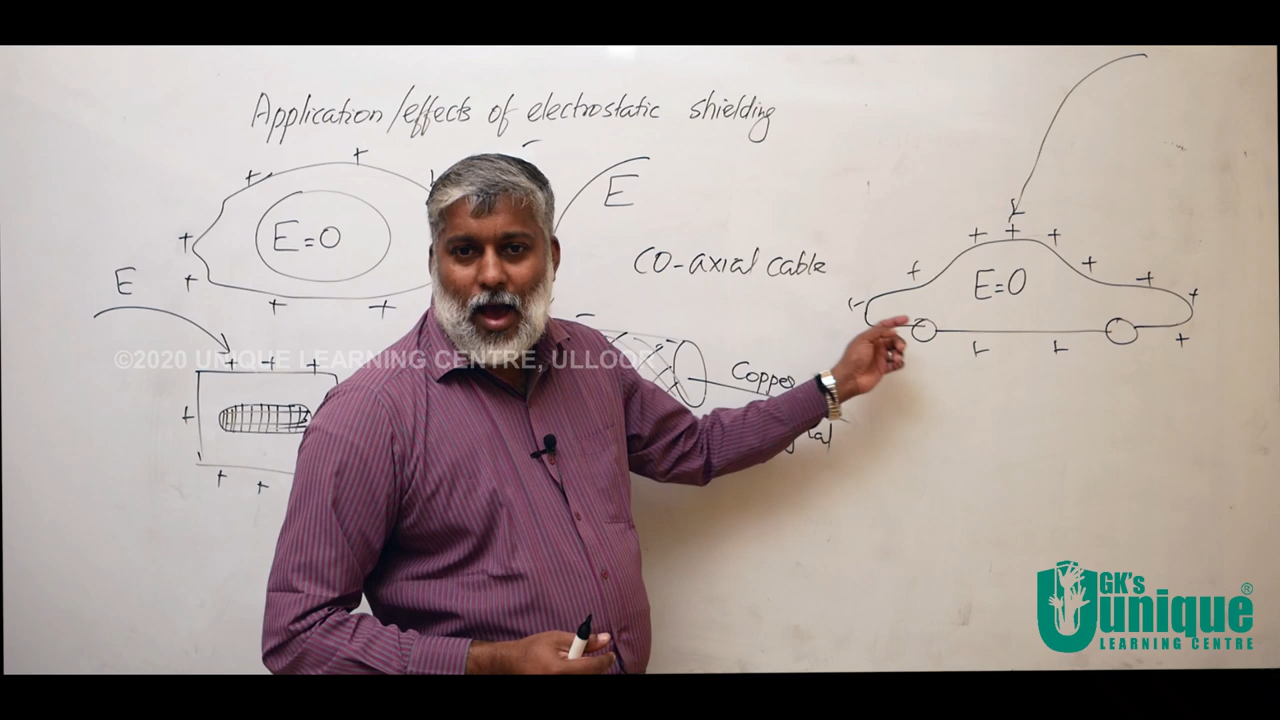 Application/effects of electrostatic shielding
E=0
E
CO-axial cable
E=0
E
©2020 UNIQUE LEARNING CENTRE, ULLOOR
Copper
GK's
unique®
LEARNING CENTRE